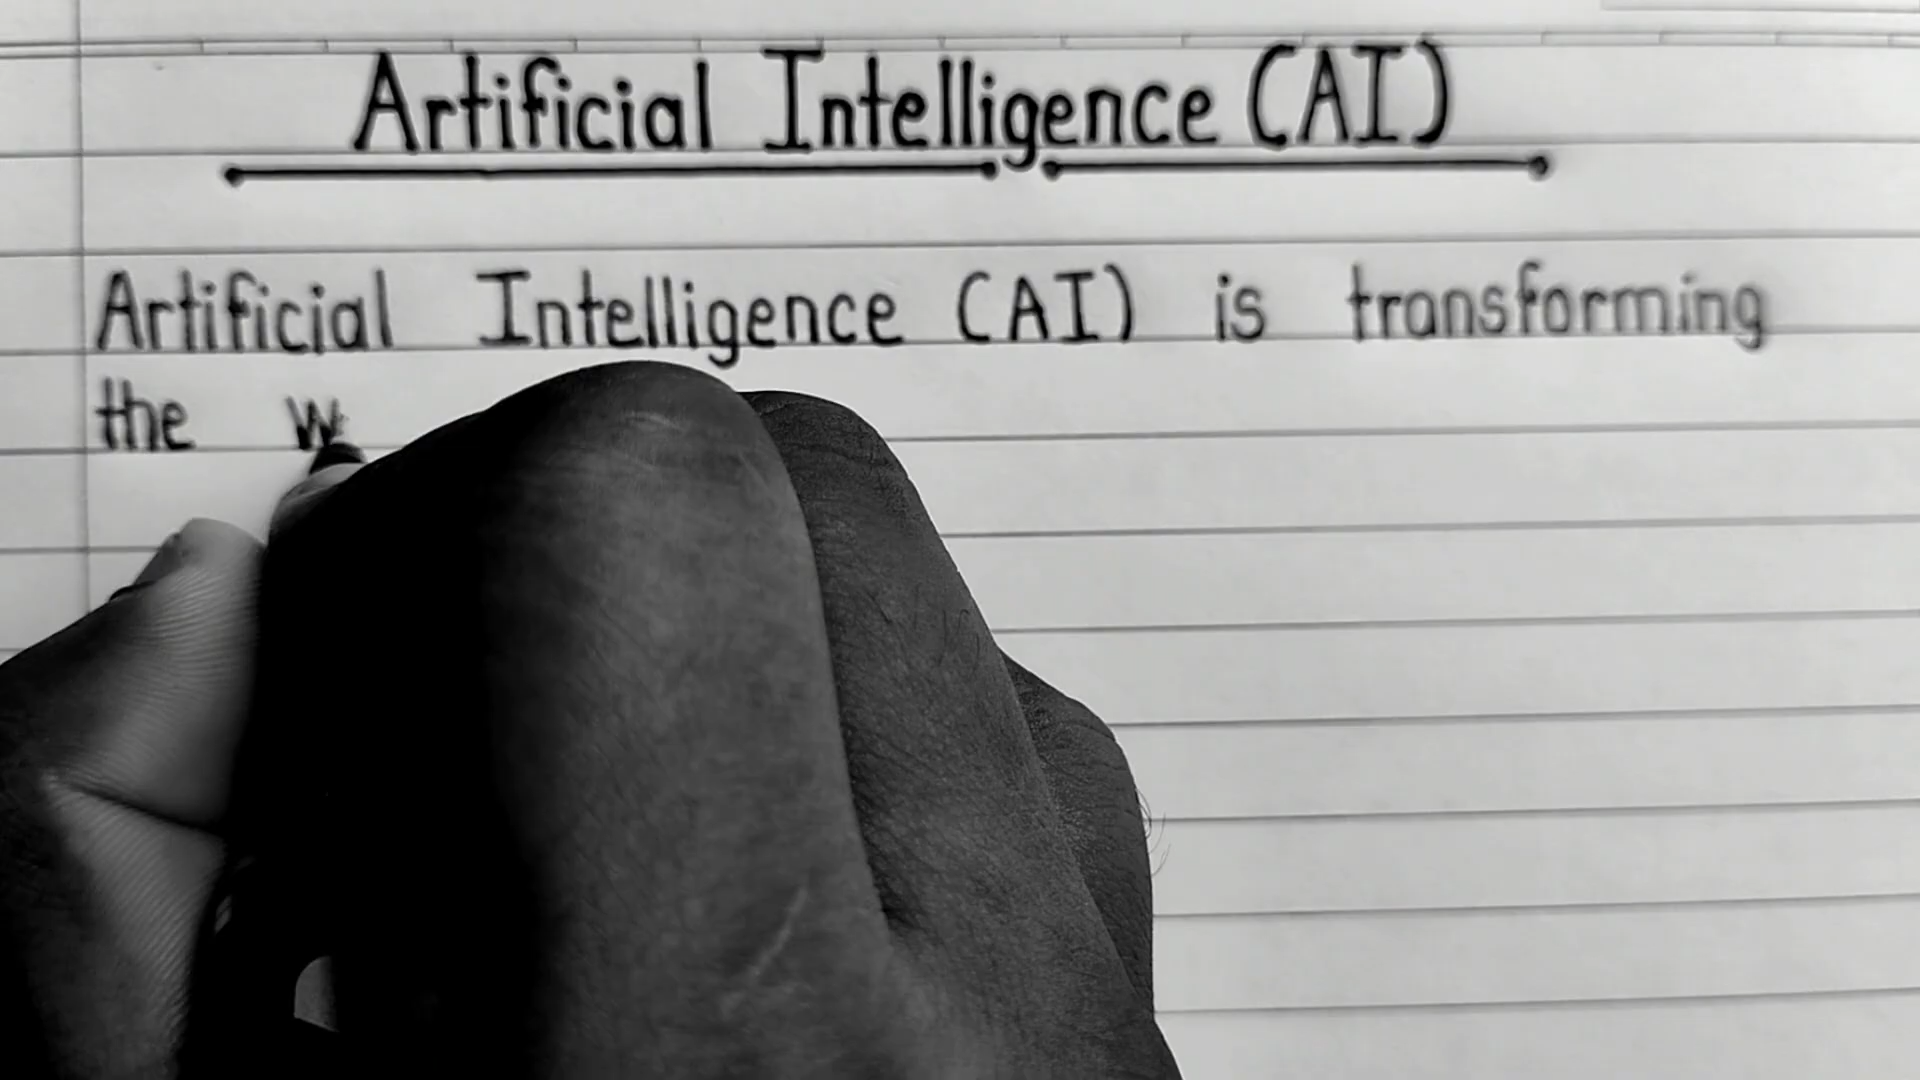 Artificial Intelligence (AI)
Artificial Intelligence (AI) is transforming
the w